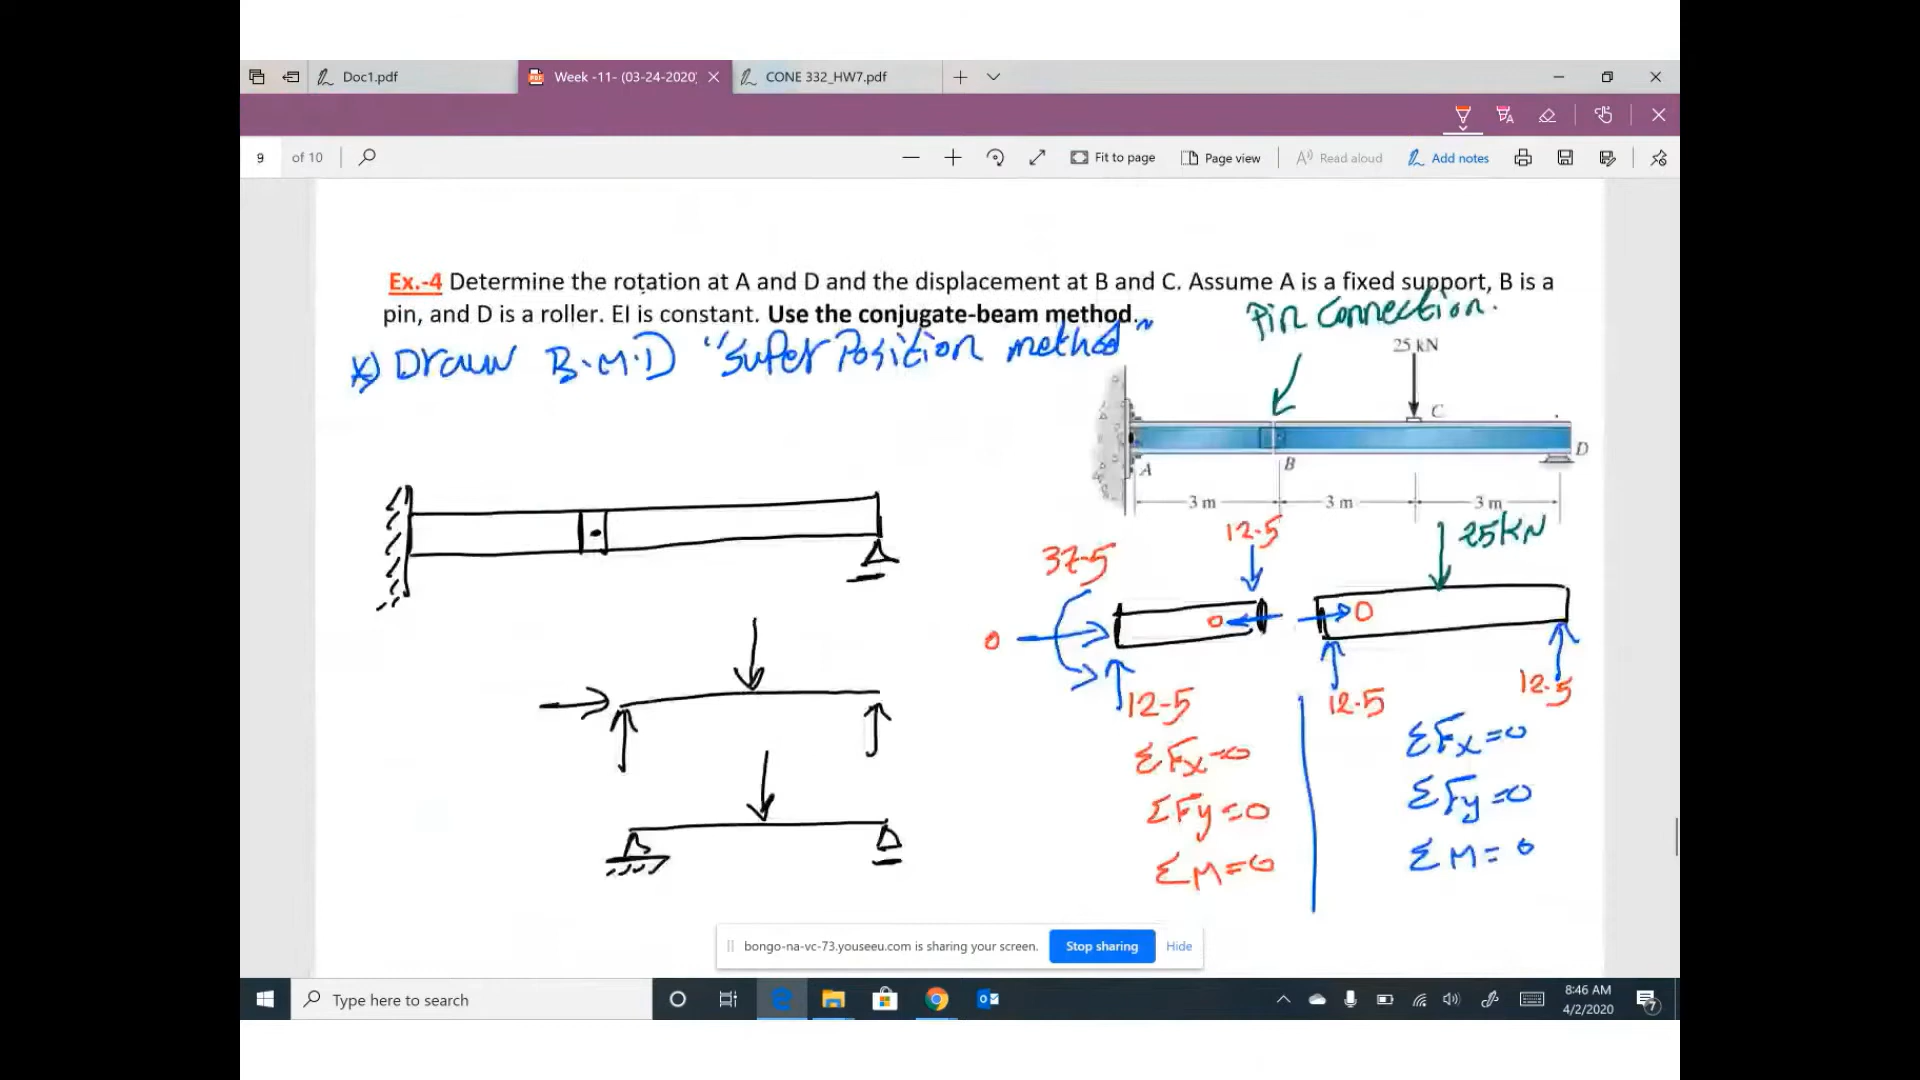 Doc1.pdf
Week -11- (03-24-2020)
CONE 332_HW7.pdf
9 of 10
Fit to page
Page view
Read aloud
Add notes
Ex.-4 Determine the rotation at A and D and the displacement at B and C. Assume A is a fixed support, B is a
pin, and D is a roller. EI is constant. Use the conjugate-beam method.
Pin Connection.
*) Draw B.M.D "Super Position method"
25 kN
C
D
A
B
3 m
3 m
3 m
12.5
25KN
37.5
0
0
0
12.5
12.5
12.5
ΣFx=0
ΣFy=0
ΣM=0
ΣFx=0
ΣFy=0
ΣM=0
bongo-na-vc-73.youseeu.com is sharing your screen.
Stop sharing
Hide
Type here to search
8:46 AM
4/2/2020
7